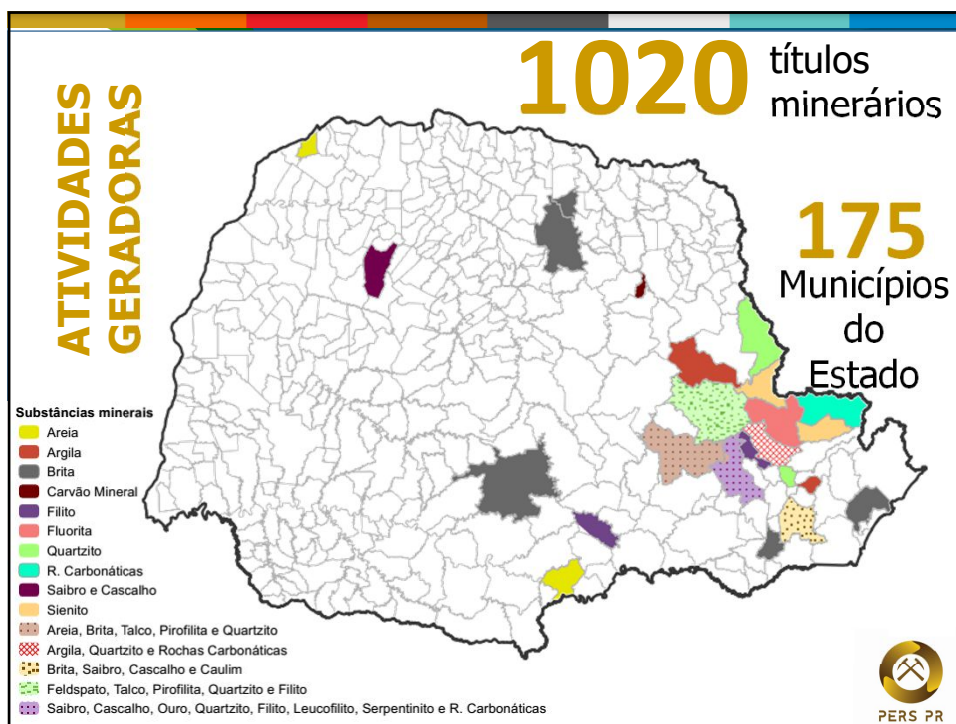 ATIVIDADES
GERADORAS
1020
títulos
minerários
175
Municípios
do
Estado
Substâncias minerais
Areia
Argila
Brita
Carvão Mineral
Filito
Fluorita
Quartzito
R. Carbonáticas
Saibro e Cascalho
Sienito
Areia, Brita, Talco, Pirofilita e Quartzito
Argila, Quartzito e Rochas Carbonáticas
Brita, Saibro, Cascalho e Caulim
Feldspato, Talco, Pirofilita, Quartzito e Filito
Saibro, Cascalho, Ouro, Quartzito, Filito, Leucofilito, Serpentinito e R. Carbonáticas
PERS PR